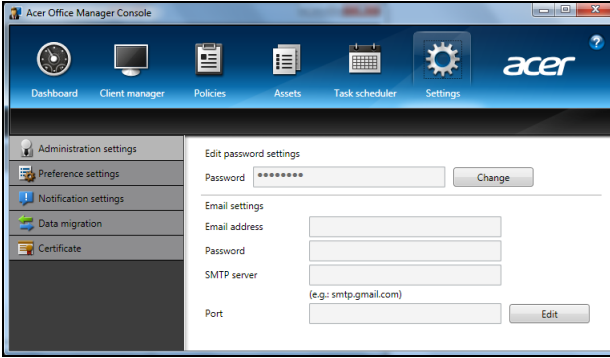 Acer Office Manager Console
?
acer
Dashboard Client manager Policies Assets Task scheduler Settings
Administration settings
Preference settings
Notification settings
Data migration
Certificate
Edit password settings
Password ******** Change
Email settings
Email address
Password
SMTP server
(e.g.: smtp.gmail.com)
Port Edit